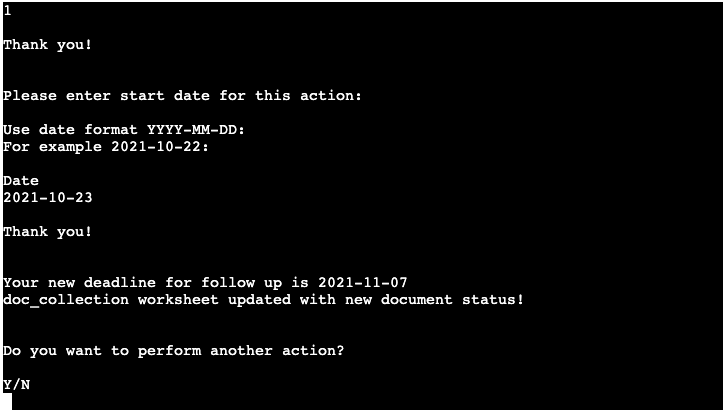 1
Thank you!
Please enter start date for this action:
Use date format YYYY-MM-DD:
For example 2021-10-22:
Date
2021-10-23
Thank you!
Your new deadline for follow up is 2021-11-07
doc_collection worksheet updated with new document status!
Do you want to perform another action?
Y/N